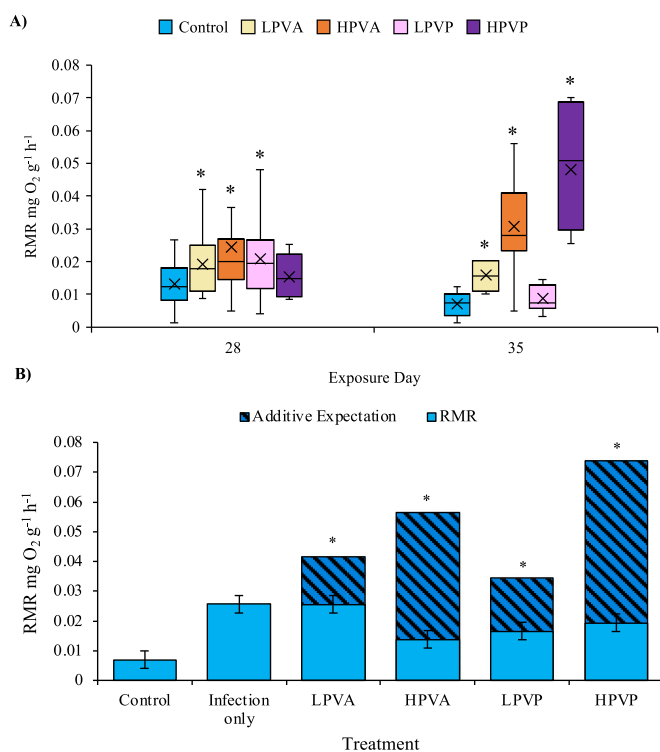 A)
Control LPVA HPVA LPVP HPVP
RMR mg O2 g-1 h-1
0.08
0.07
0.06
0.05
0.04
0.03
0.02
0.01
0
* * * * * *
28 35
Exposure Day
B)
Additive Expectation RMR
RMR mg O2 g-1 h-1
0.08
0.07
0.06
0.05
0.04
0.03
0.02
0.01
0
* * * *
Control Infection only LPVA HPVA LPVP HPVP
Treatment